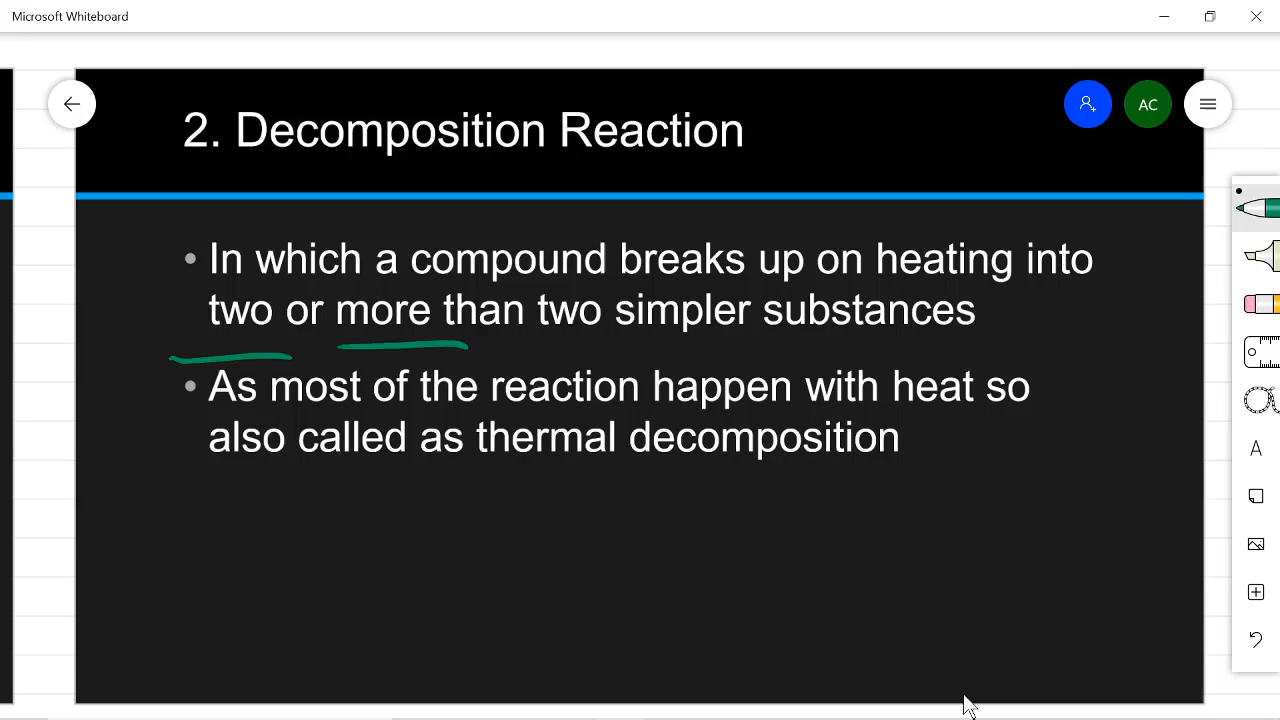 Microsoft Whiteboard
AC
2. Decomposition Reaction
• In which a compound breaks up on heating into
two or more than two simpler substances
• As most of the reaction happen with heat so
also called as thermal decomposition
A